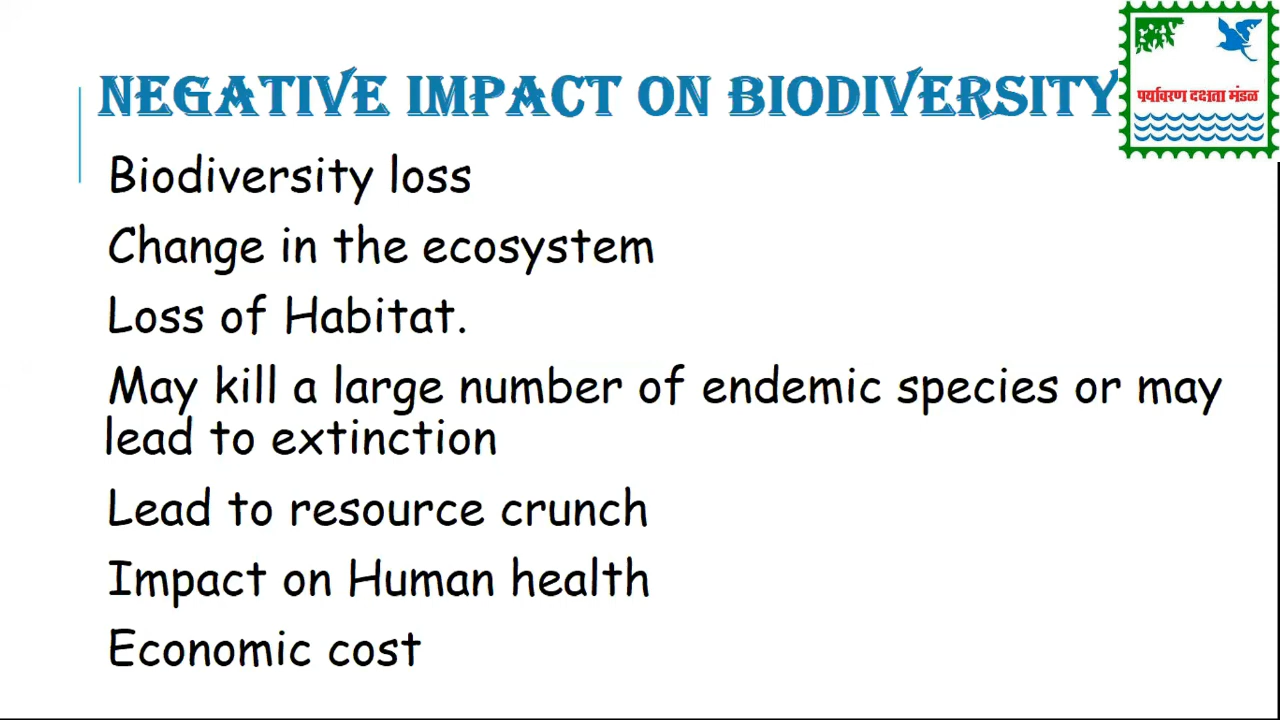 NEGATIVE IMPACT ON BIODIVERSITY
पर्यावरण दक्षता मंडळ
Biodiversity loss
Change in the ecosystem
Loss of Habitat.
May kill a large number of endemic species or may
lead to extinction
Lead to resource crunch
Impact on Human health
Economic cost